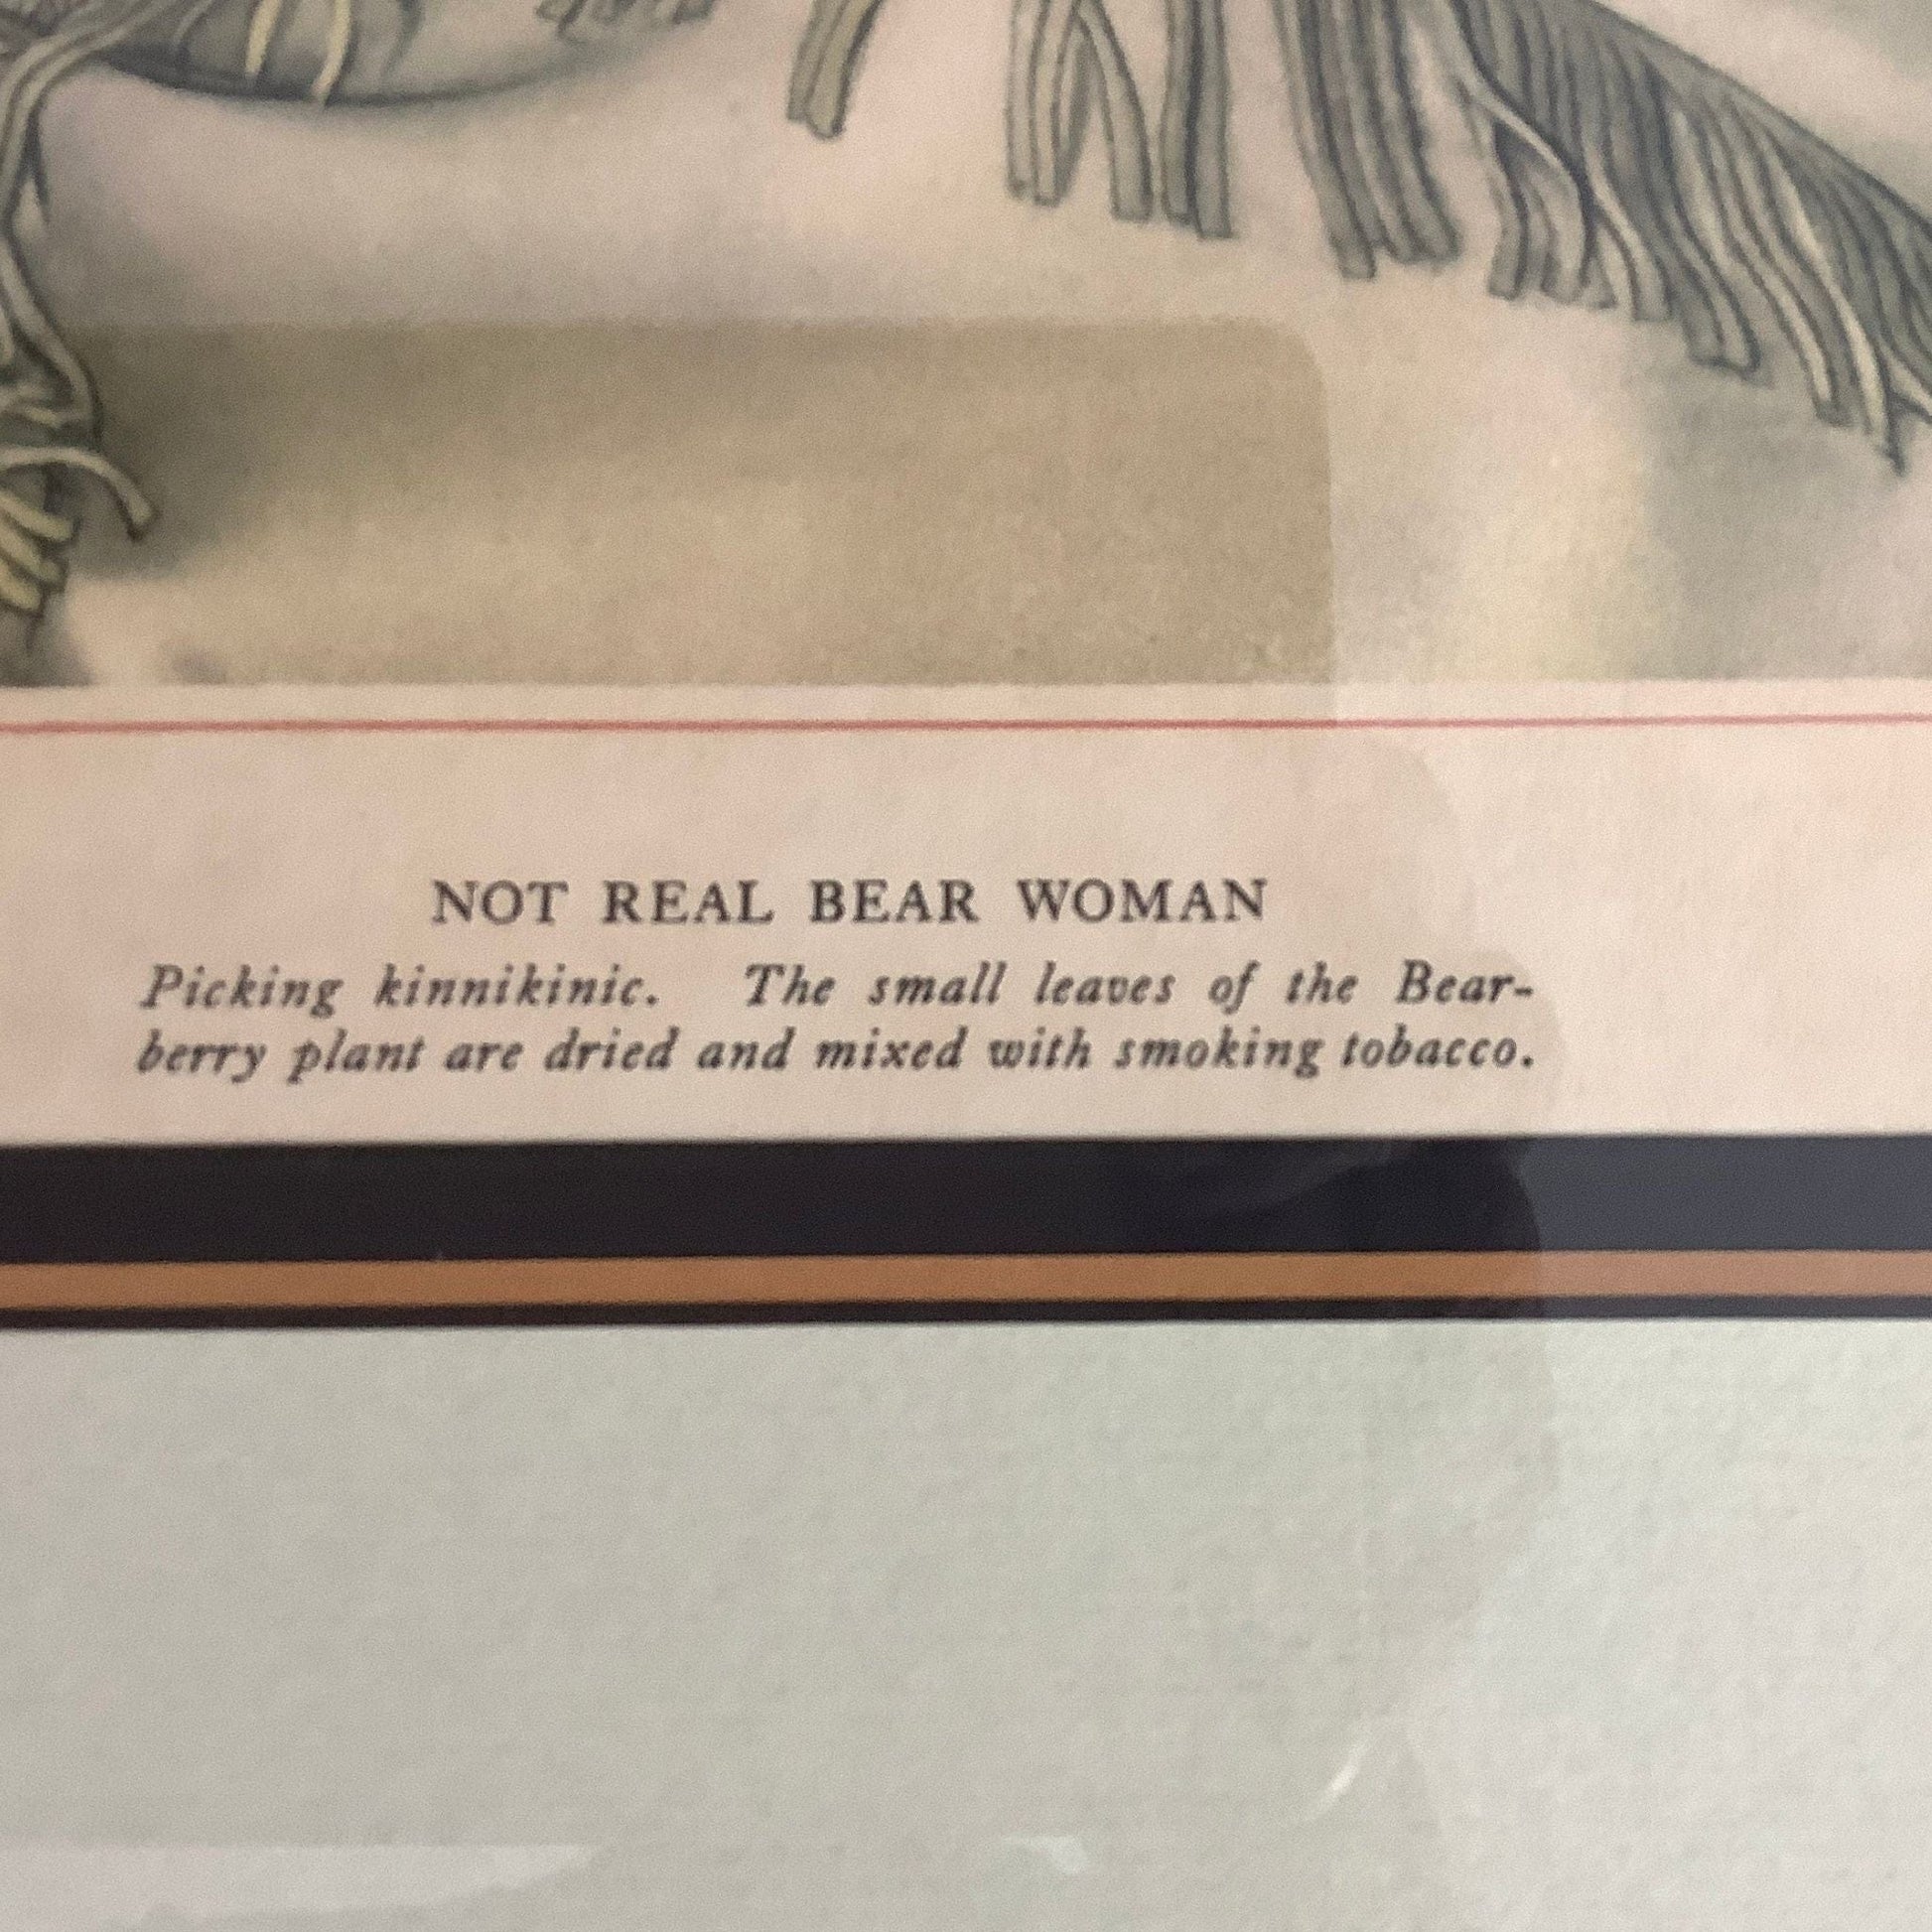 NOT REAL BEAR WOMAN
Picking kinnikinic. The small leaves of the Bear-
berry plant are dried and mixed with smoking tobacco.